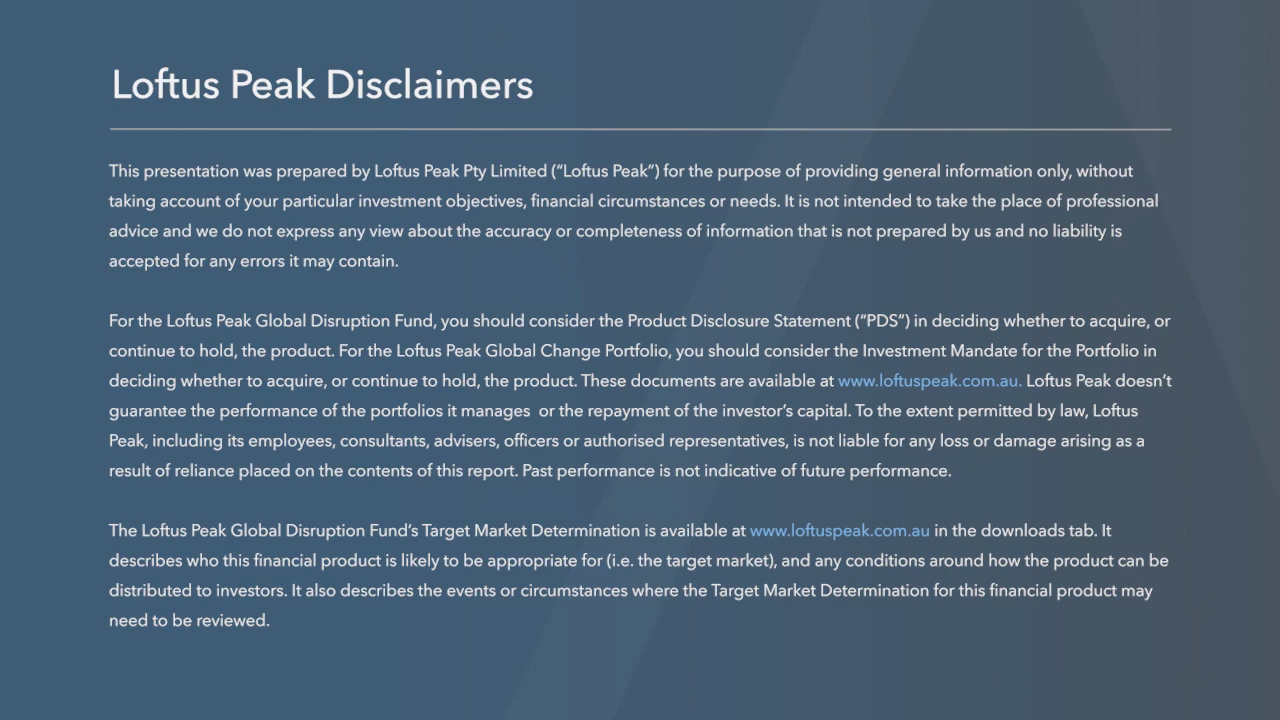 Loftus Peak Disclaimers
This presentation was prepared by Loftus Peak Pty Limited (“Loftus Peak”) for the purpose of providing general information only, without
taking account of your particular investment objectives, financial circumstances or needs. It is not intended to take the place of professional
advice and we do not express any view about the accuracy or completeness of information that is not prepared by us and no liability is
accepted for any errors it may contain.
For the Loftus Peak Global Disruption Fund, you should consider the Product Disclosure Statement (“PDS”) in deciding whether to acquire, or
continue to hold, the product. For the Loftus Peak Global Change Portfolio, you should consider the Investment Mandate for the Portfolio in
deciding whether to acquire, or continue to hold, the product. These documents are available at www.loftuspeak.com.au. Loftus Peak doesn’t
guarantee the performance of the portfolios it manages  or the repayment of the investor’s capital. To the extent permitted by law, Loftus
Peak, including its employees, consultants, advisers, officers or authorised representatives, is not liable for any loss or damage arising as a
result of reliance placed on the contents of this report. Past performance is not indicative of future performance.
The Loftus Peak Global Disruption Fund’s Target Market Determination is available at www.loftuspeak.com.au in the downloads tab. It
describes who this financial product is likely to be appropriate for (i.e. the target market), and any conditions around how the product can be
distributed to investors. It also describes the events or circumstances where the Target Market Determination for this financial product may
need to be reviewed.